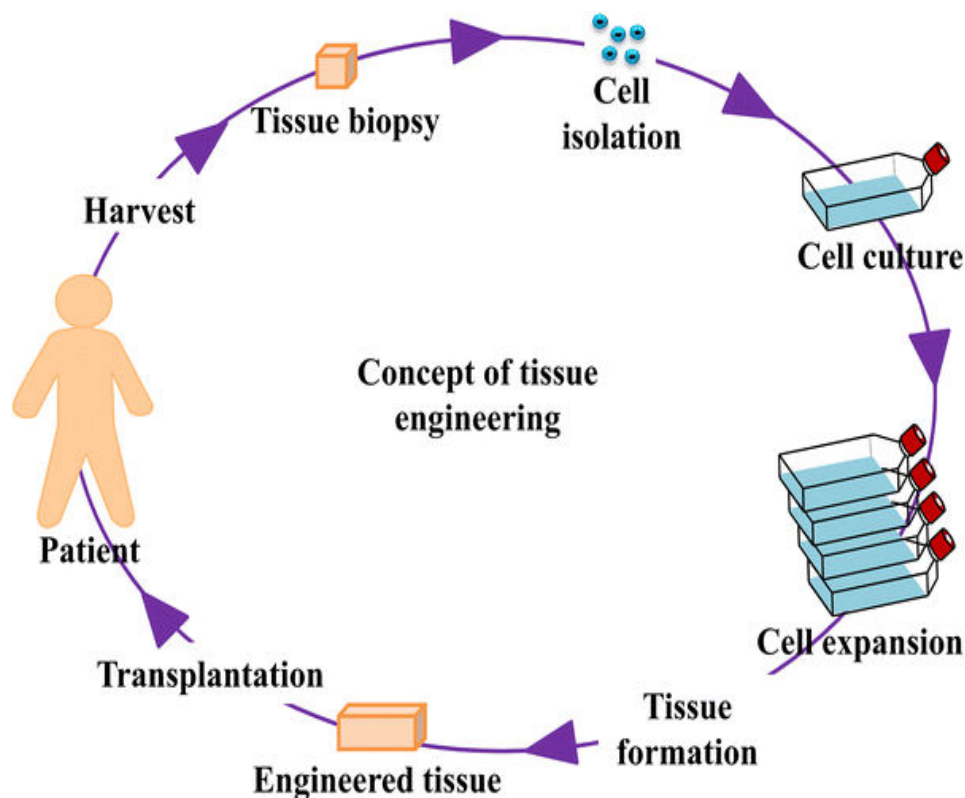 Tissue biopsy
Cell
isolation
Harvest
Cell culture
Concept of tissue
engineering
Patient
Cell expansion
Transplantation
Tissue
formation
Engineered tissue